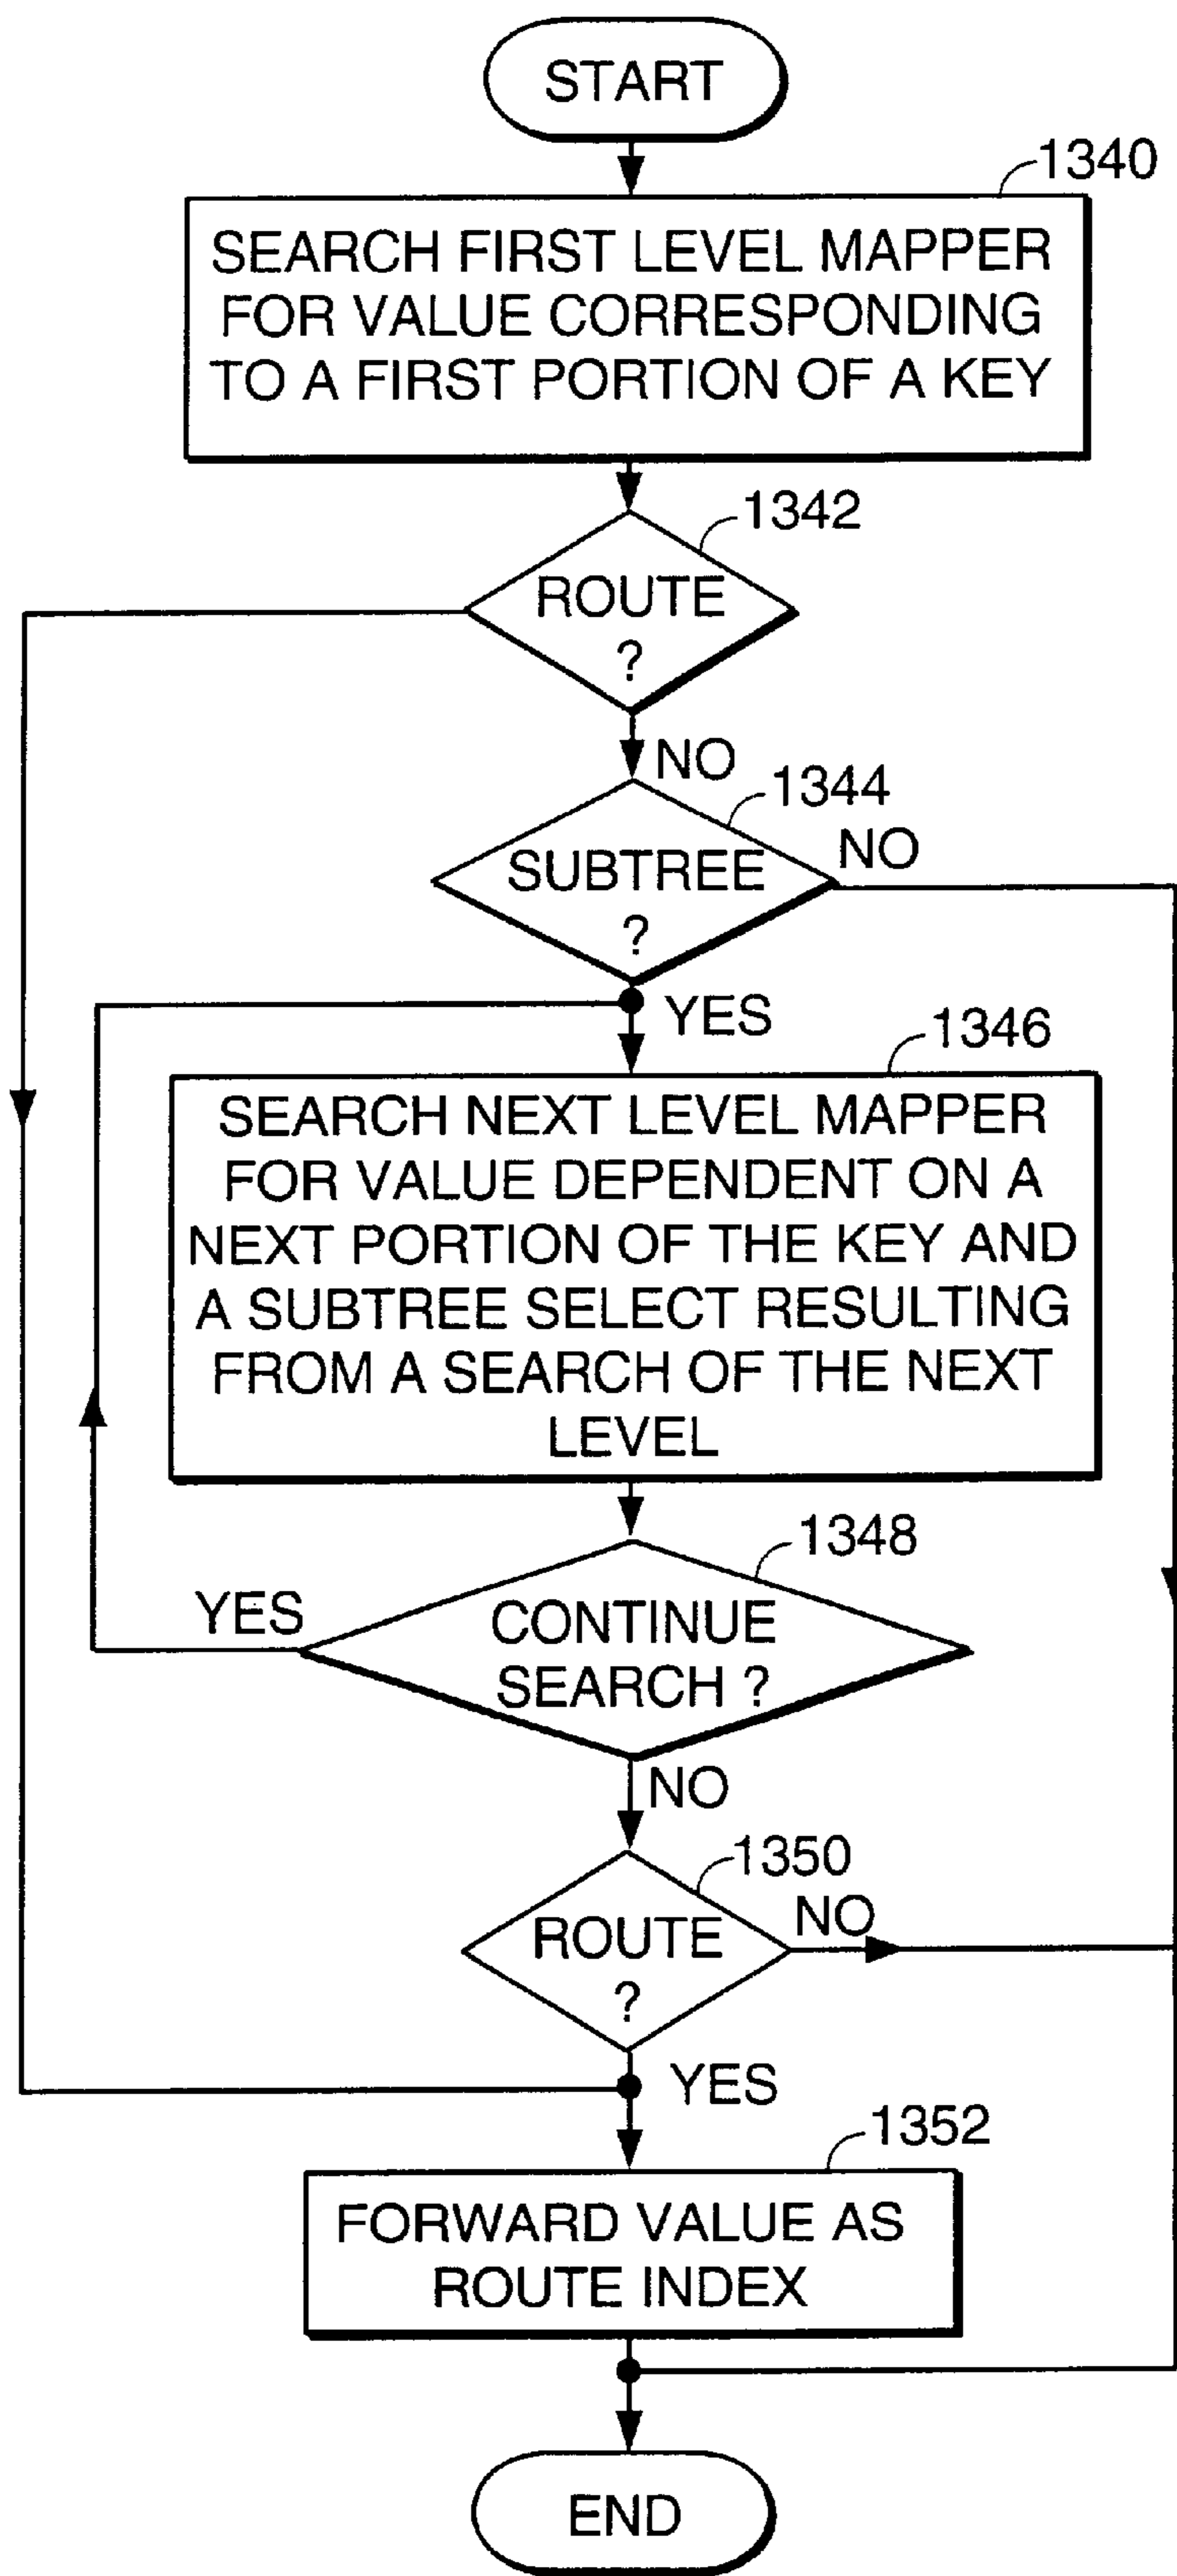 START
1340
SEARCH FIRST LEVEL MAPPER
FOR VALUE CORRESPONDING
TO A FIRST PORTION OF A KEY
1342
ROUTE
?
NO
1344
SUBTREE
?
NO
YES
1346
SEARCH NEXT LEVEL MAPPER
FOR VALUE DEPENDENT ON A
NEXT PORTION OF THE KEY AND
A SUBTREE SELECT RESULTING
FROM A SEARCH OF THE NEXT
LEVEL
1348
YES
CONTINUE
SEARCH ?
NO
1350
ROUTE
?
NO
YES
1352
FORWARD VALUE AS
ROUTE INDEX
END